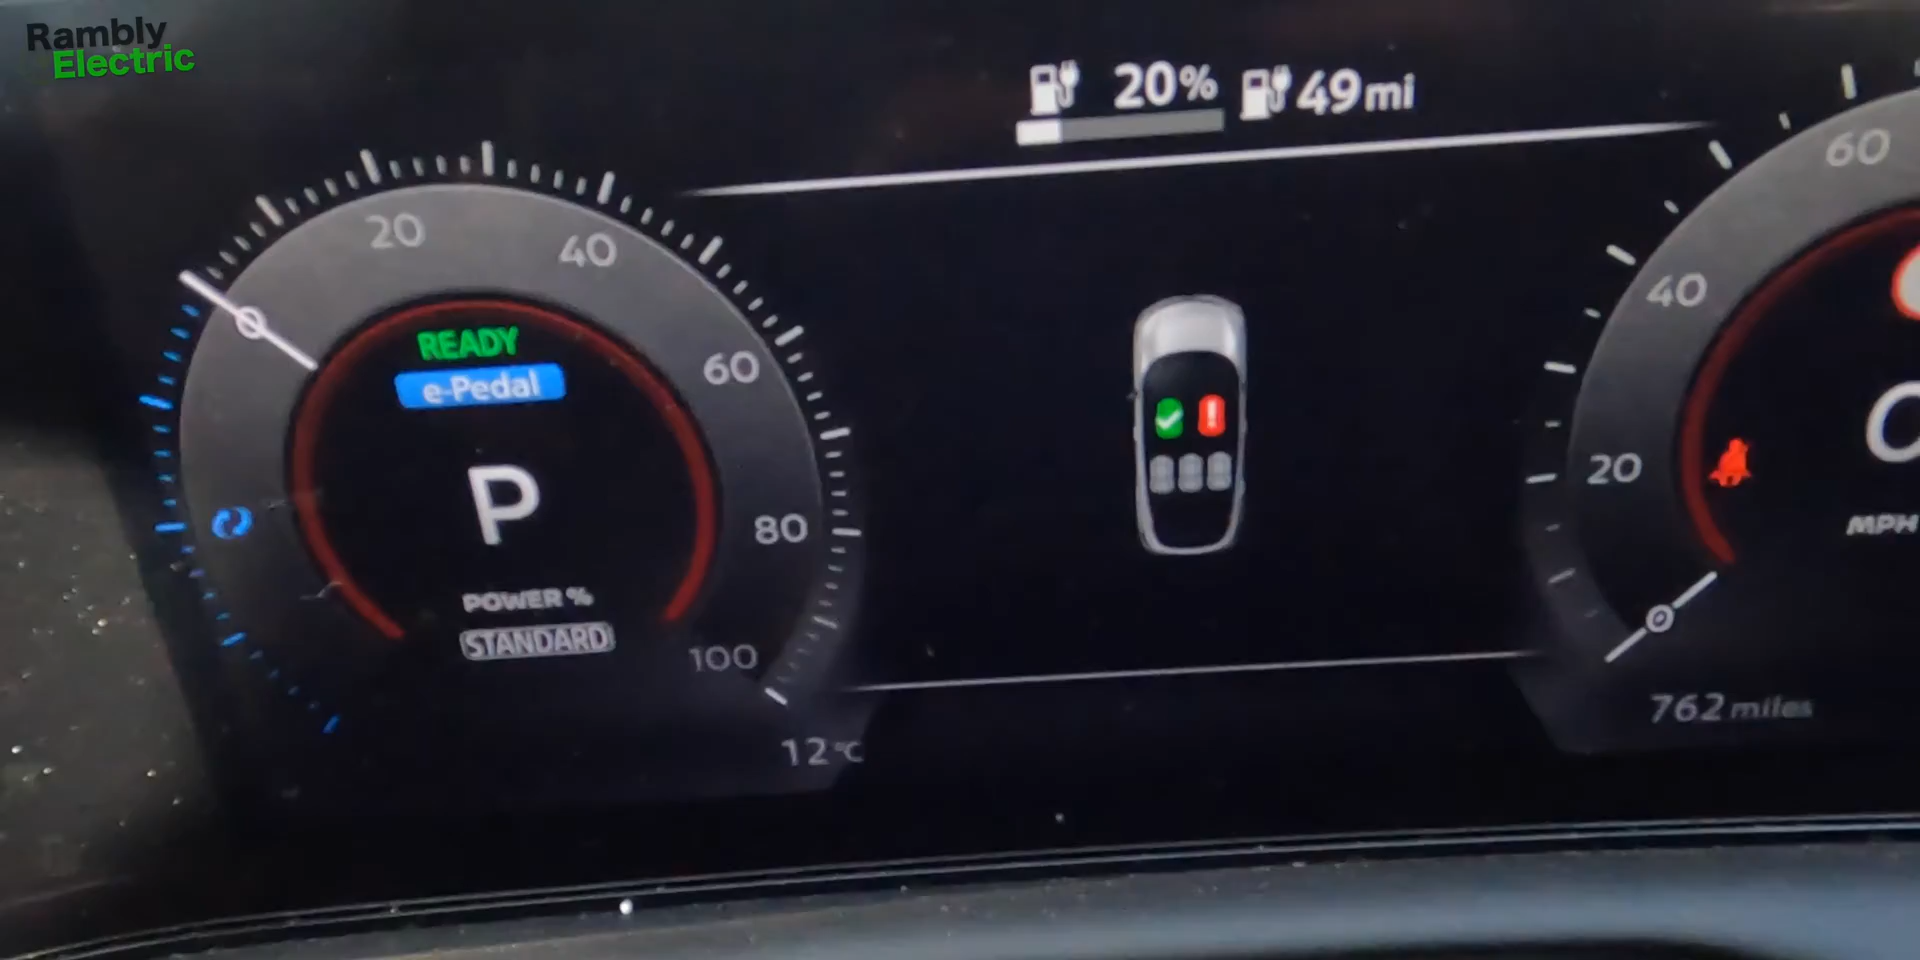 Rambly
Electric
20% 49mi
20
40
60
80
100
READY
e-Pedal
P
POWER %
STANDARD
12°C
0
20
40
60
MPH
762 miles